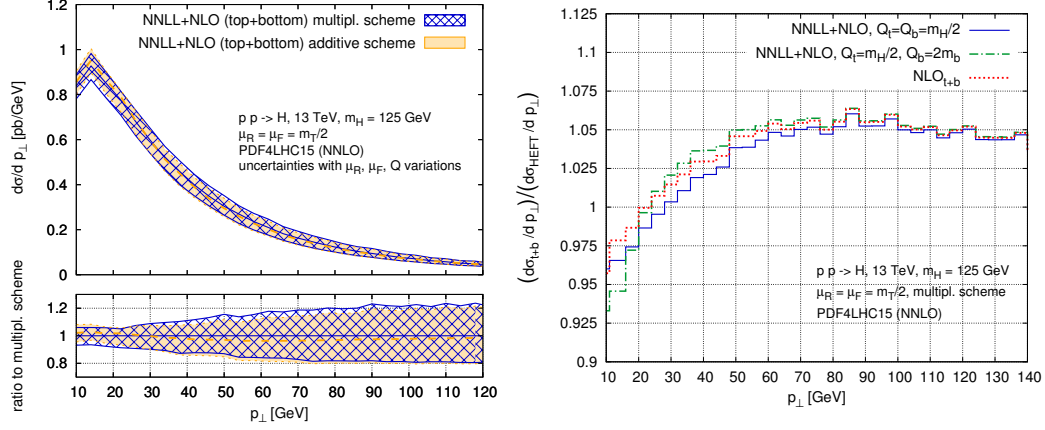 NNLL+NLO (top+bottom) multipl. scheme
NNLL+NLO (top+bottom) additive scheme
p p -> H, 13 TeV, m_H = 125 GeV
μ_R = μ_F = m_T/2
PDF4LHC15 (NNLO)
uncertainties with μ_R, μ_F, Q variations
dσ/d p_⊥ [pb/GeV]
1.2
1
0.8
0.6
0.4
0.2
0
ratio to multipl. scheme
1.2
1
0.8
10 20 30 40 50 60 70 80 90 100 110 120
p_⊥ [GeV]
NNLL+NLO, Q_t=Q_b=m_H/2
NNLL+NLO, Q_t=m_H/2, Q_b=2m_b
NLO_t+b
(dσ_t+b/d p_⊥)/(dσ_HEFT/d p_⊥)
1.125
1.1
1.075
1.05
1.025
1
0.975
0.95
0.925
0.9
p p -> H, 13 TeV, m_H = 125 GeV
μ_R = μ_F = m_T/2, multipl. scheme
PDF4LHC15 (NNLO)
10 20 30 40 50 60 70 80 90 100 110 120 130 140
p_⊥ [GeV]